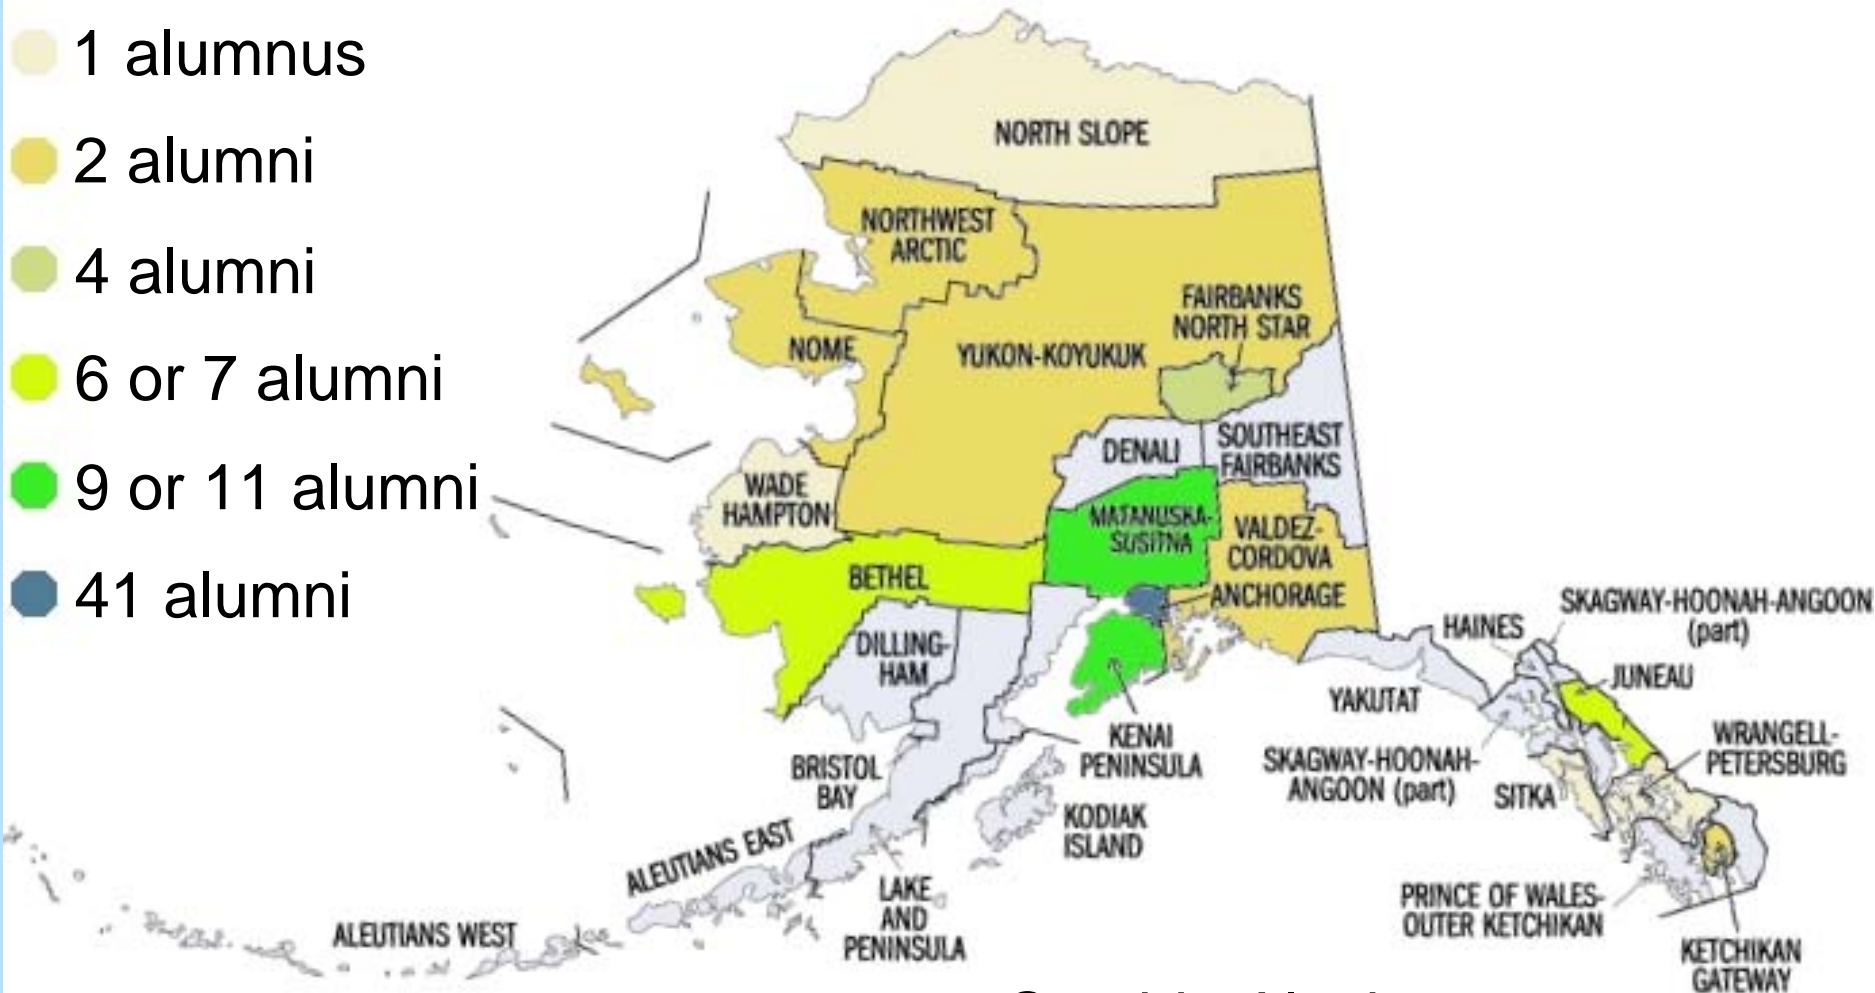 1 alumnus
2 alumni
4 alumni
6 or 7 alumni
9 or 11 alumni
41 alumni
NORTH SLOPE
NORTHWEST
ARCTIC
FAIRBANKS
NORTH STAR
NOME
YUKON-KOYUKUK
DENALI
SOUTHEAST
FAIRBANKS
WADE
HAMPTON
MATANUSKA-
SUSITNA
VALDEZ-
CORDOVA
BETHEL
ANCHORAGE
DILLING-
HAM
HAINES
SKAGWAY-HOONAH-ANGOON
(part)
JUNEAU
YAKUTAT
KENAI
PENINSULA
WRANGELL-
PETERSBURG
SKAGWAY-HOONAH-
ANGOON (part)
SITKA
BRISTOL
BAY
KODIAK
ISLAND
ALEUTIANS EAST
LAKE
AND
PENINSULA
PRINCE OF WALES-
OUTER KETCHIKAN
ALEUTIANS WEST
KETCHIKAN
GATEWAY